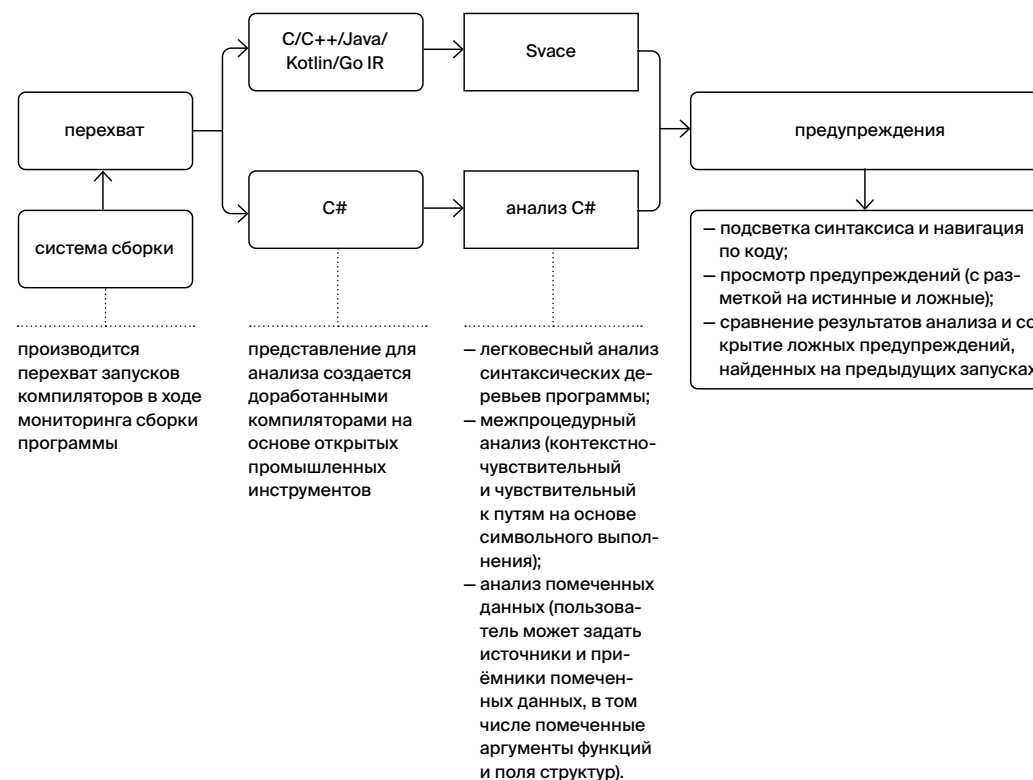 C/C++/Java/
Kotlin/Go IR
Svace
перехват
предупреждения
C#
анализ C#
система сборки
— подсветка синтаксиса и навигация
по коду;
— просмотр предупреждений (с раз-
меткой на истинные и ложные);
— сравнение результатов анализа и со
крытие ложных предупреждений,
найденных на предыдущих запусках
производится
перехват запусков
компиляторов в ходе
мониторинга сборки
программы
представление для
анализа создается
доработанными
компиляторами на
основе открытых
промышленных
инструментов
— легковесный анализ
синтаксических де-
ревьев программы;
— межпроцедурный
анализ (контекстно-
чувствительный
и чувствительный
к путям на основе
символьного выпол-
нения);
— анализ помеченных
данных (пользова-
тель может задать
источники и при-
ёмники помечен-
ных данных, в том
числе помеченные
аргументы функций
и поля структур).